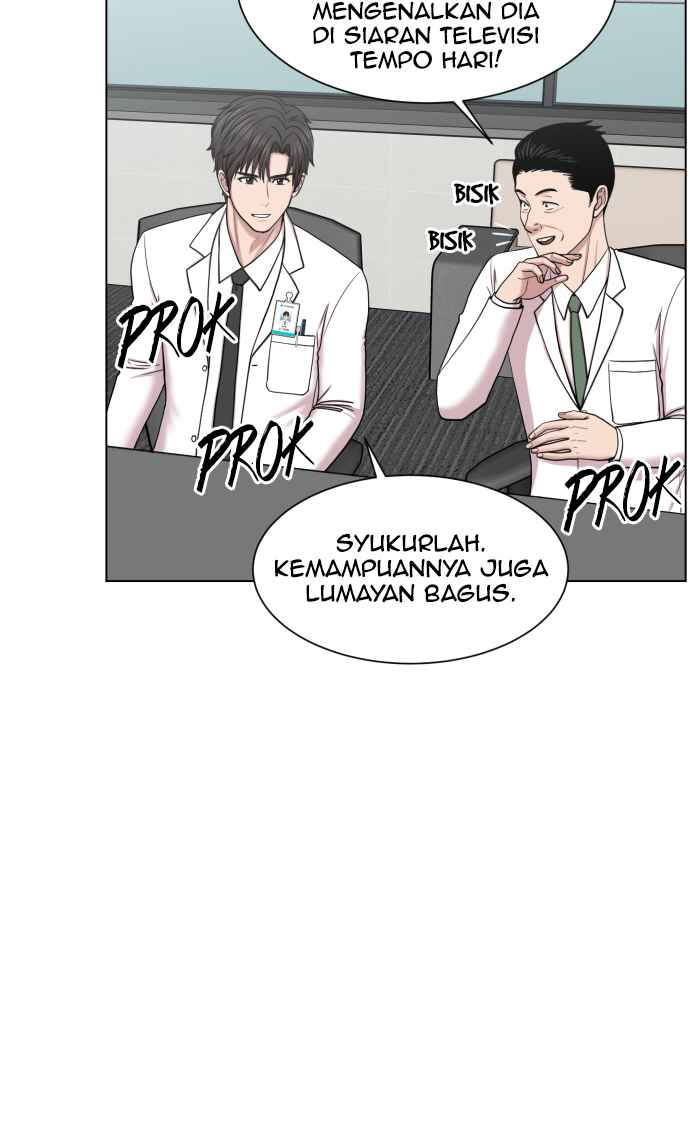 MENGENALKAN DIA
DI SIARAN TELEVISI
TEMPO HARI!
BISIK
BISIK
PROK
PROK
PROK
SYUKURLAH.
KEMAMPUANNYA JUGA
LUMAYAN BAGUS.